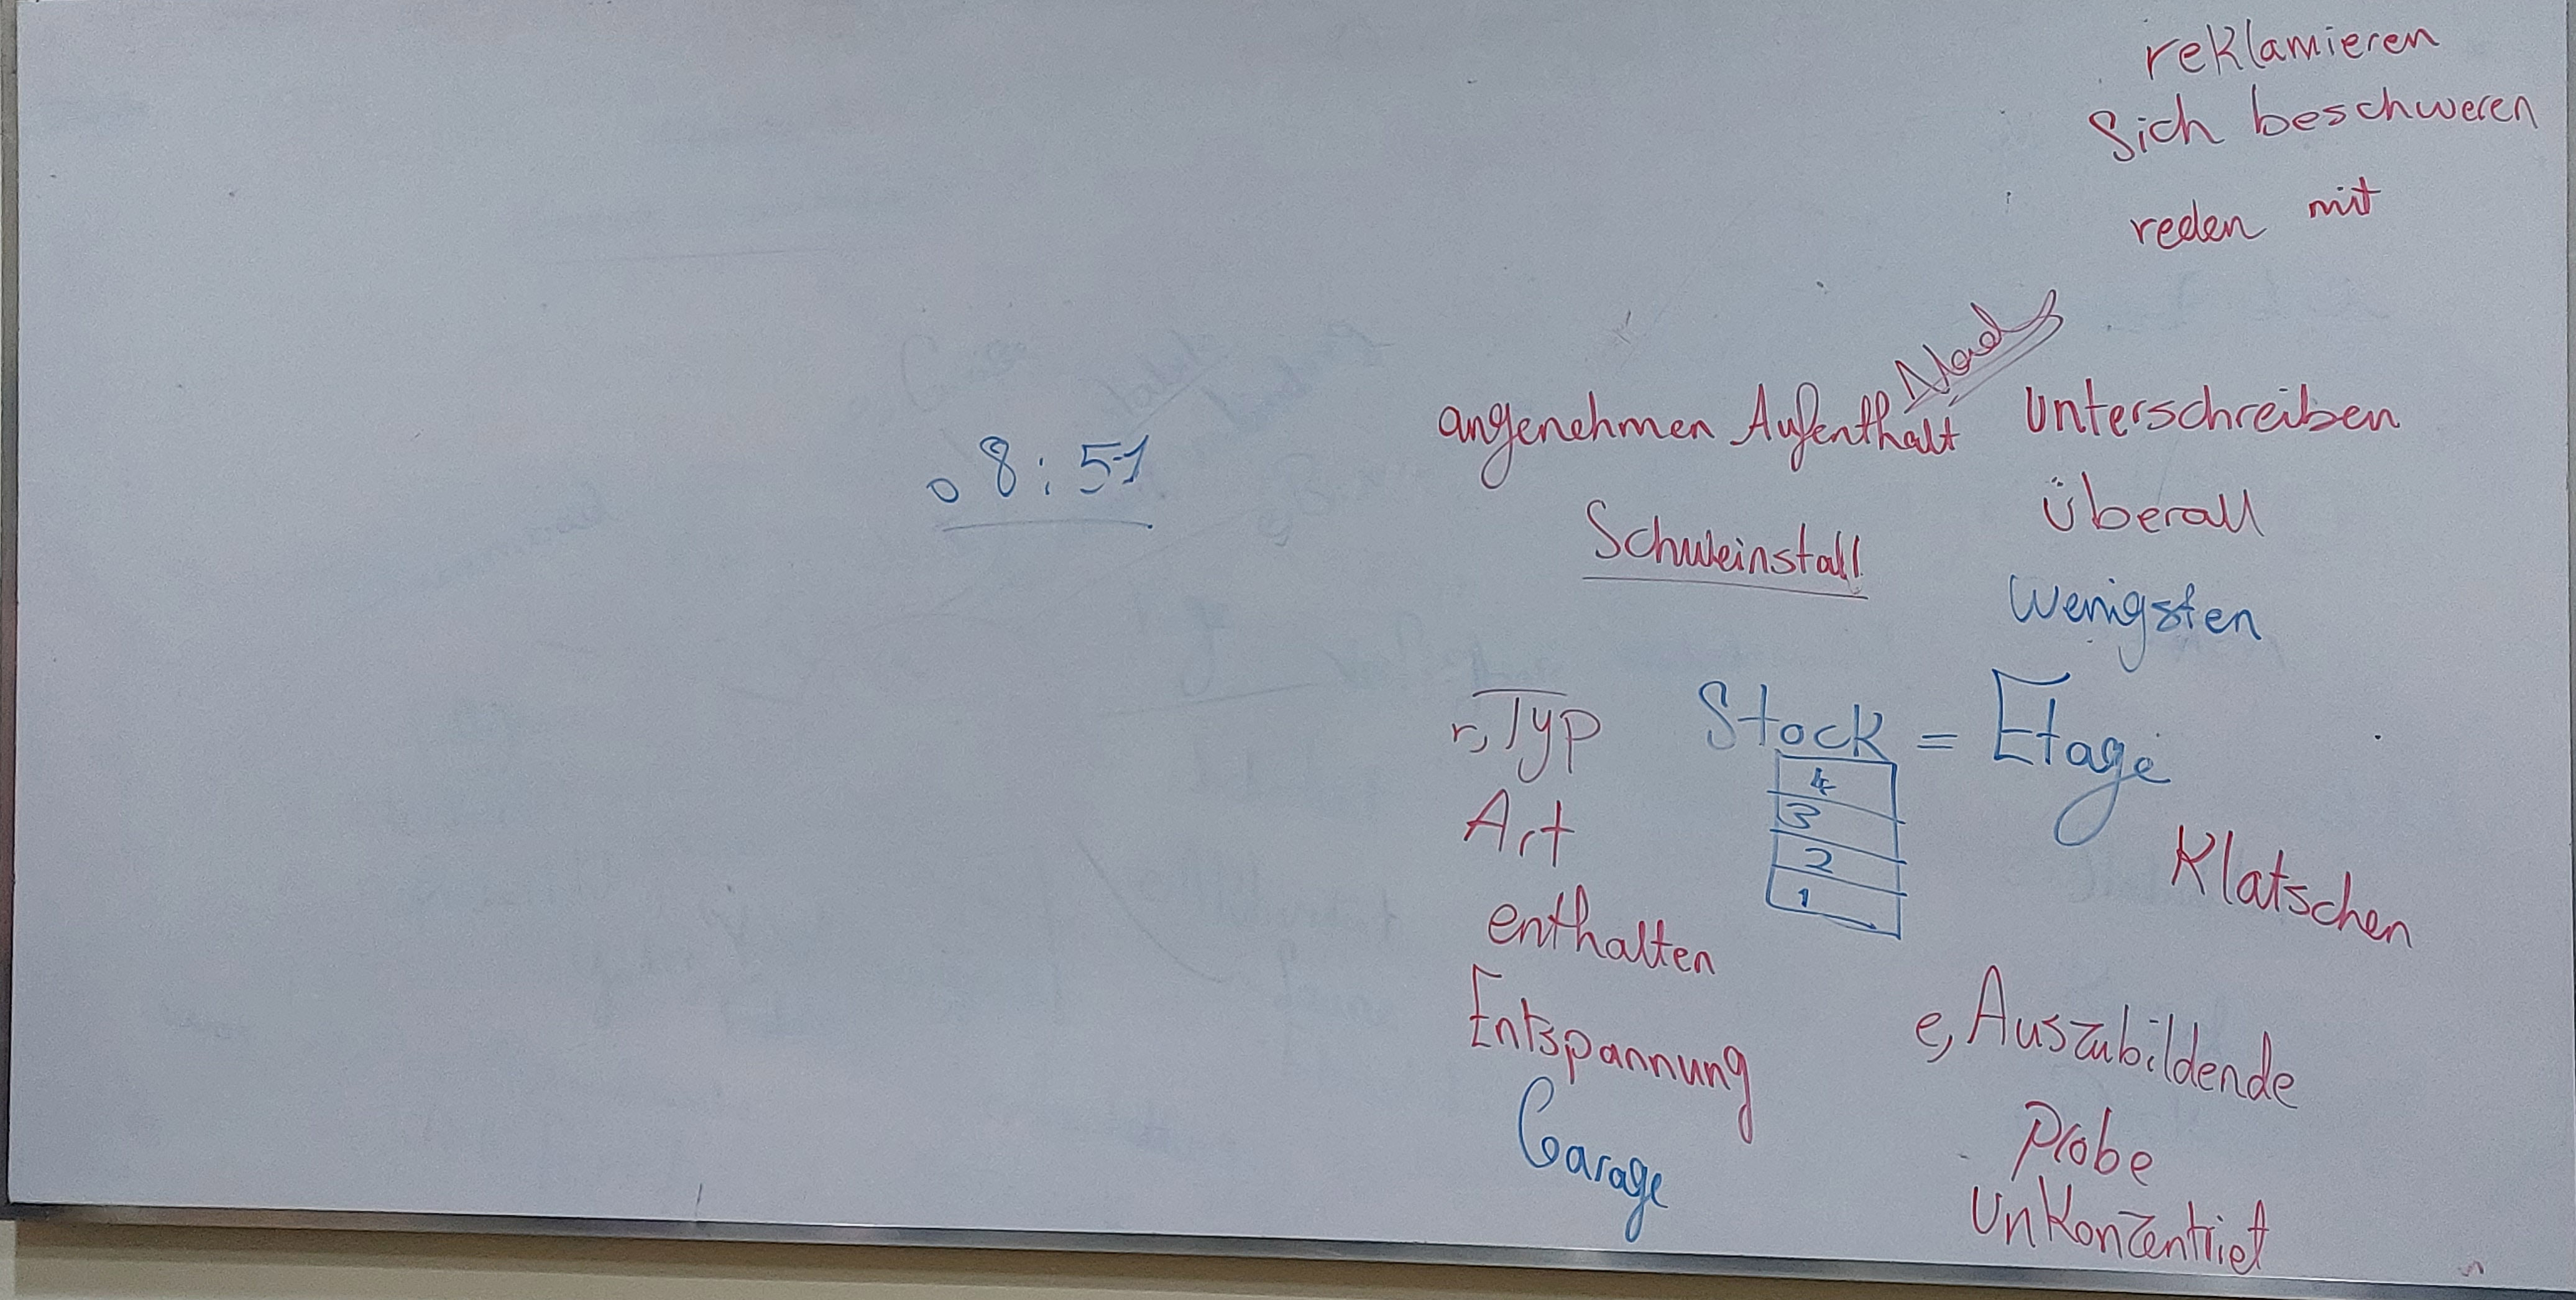 reklamieren
Sich beschweren
reden mit
angenehmen Aufenthalt
Unterschreiben
08:51
Überall
Schweinstall
Wenigsten
r, Typ
Stock = Etage
4
3
2
1
Art
Klatschen
enthalten
Entspannung
e, Auszubildende
Garage
Probe
Unkonzentriet